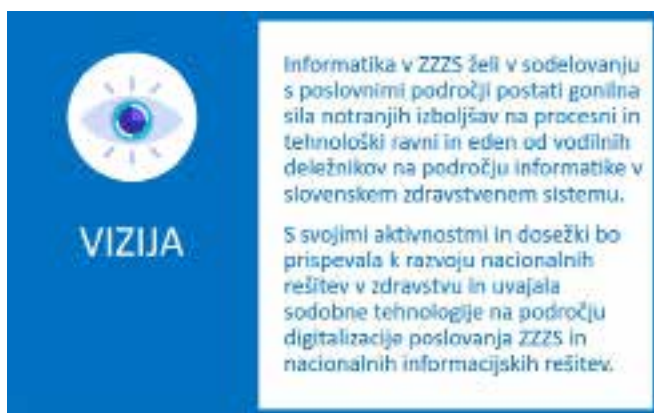 VIZIJA
Informatika v ZZZS želi v sodelovanju
s poslovnimi področji postati gonilna
sila notranjih izboljšav na procesni in
tehnološki ravni in eden od vodilnih
deležnikov na področju informatike v
slovenskem zdravstvenem sistemu.
S svojimi aktivnostmi in dosežki bo
prispevala k razvoju nacionalnih
rešitev v zdravstvu in uvajala
sodobne tehnologije na področju
digitalizacije poslovanja ZZZS in
nacionalnih informacijskih rešitev.